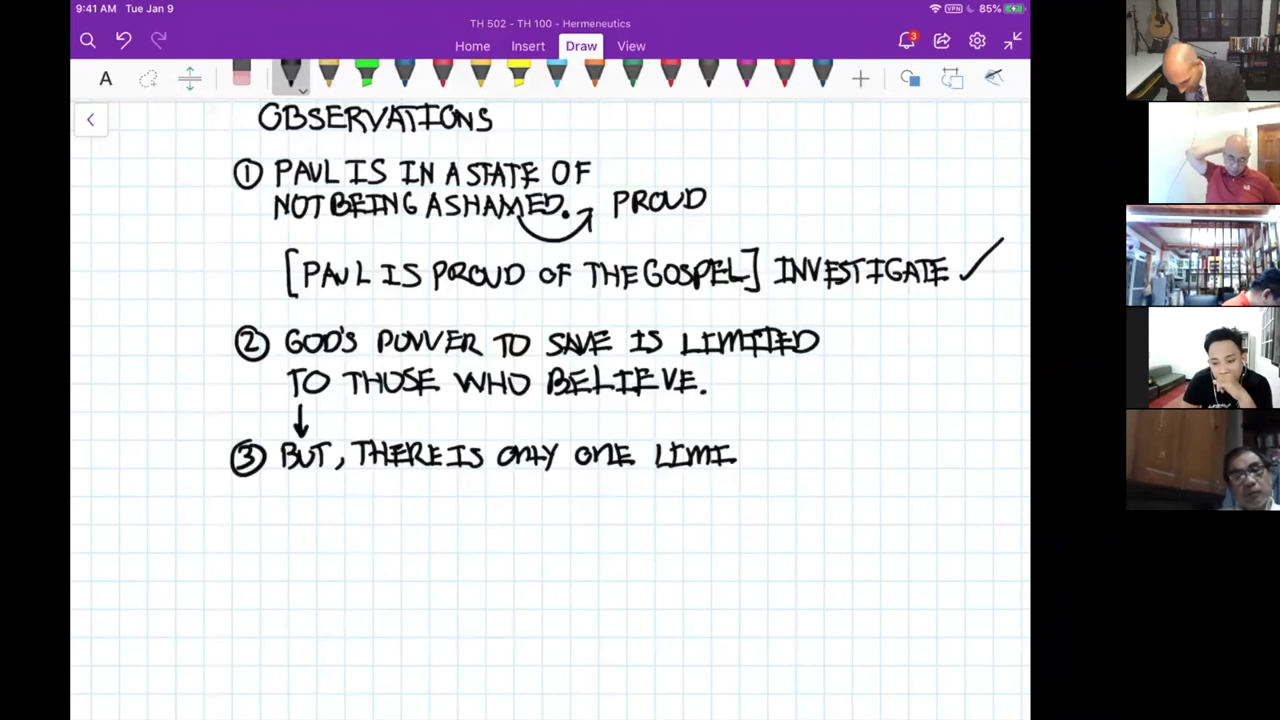 9:41 AM Tue Jan 9
VPN 85%
TH 502 - TH 100 - Hermeneutics
Home Insert Draw View
3
A
OBSERVATIONS
1 PAUL IS IN A STATE OF
NOT BEING ASHAMED. PROUD
[PAUL IS PROUD OF THE GOSPEL] INVESTIGATE ✓
2 GOD'S POWER TO SAVE IS LIMITED
TO THOSE WHO BELIEVE.
3 BUT, THERE IS ONLY ONE LIMI